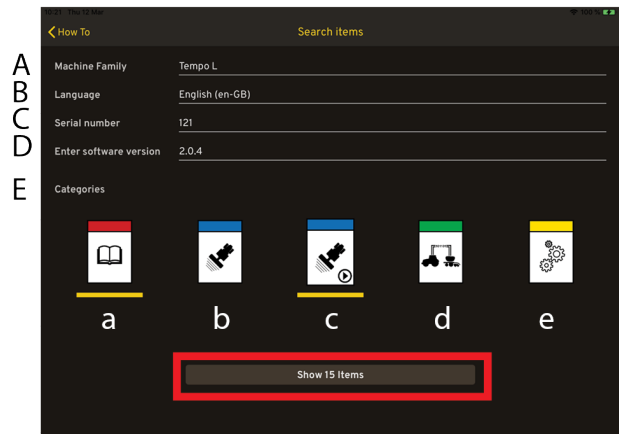 10:21 Thu 12 Mar 100 %
How To Search items
A Machine Family Tempo L
B Language English (en-GB)
C Serial number 121
D Enter software version 2.0.4
E Categories
a b c d e
Show 15 Items